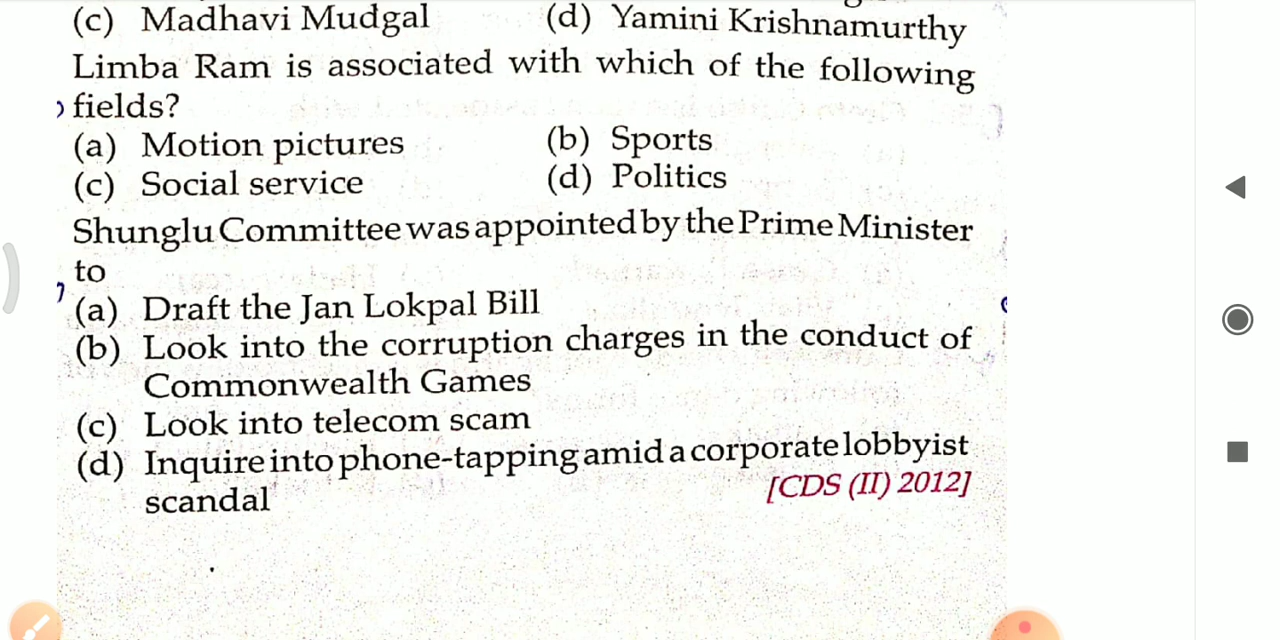 (c) Madhavi Mudgal (d) Yamini Krishnamurthy
Limba Ram is associated with which of the following
fields?
(a) Motion pictures (b) Sports
(c) Social service (d) Politics
Shunglu Committee was appointed by the Prime Minister
to
(a) Draft the Jan Lokpal Bill
(b) Look into the corruption charges in the conduct of
Commonwealth Games
(c) Look into telecom scam
(d) Inquire into phone-tapping amid a corporate lobbyist
scandal [CDS (II) 2012]